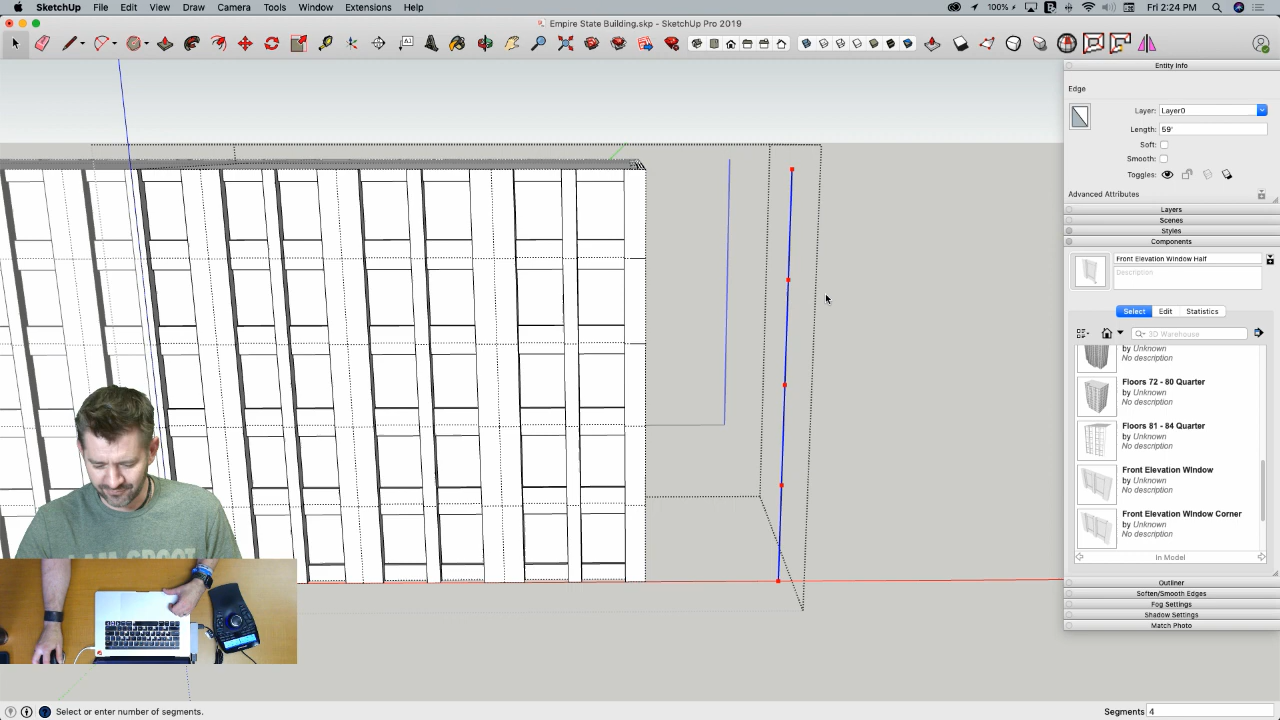 SketchUp File Edit View Draw Camera Tools Window Extensions Help
100% Fri 2:24 PM
Empire State Building.skp - SketchUp Pro 2019
Entity Info
Edge
Layer: Layer0
Length: 59'
Soft:
Smooth:
Toggles:
Advanced Attributes
Layers
Scenes
Styles
Components
Front Elevation Window Half
Description
Select Edit Statistics
3D Warehouse
by Unknown
No description
Floors 72 - 80 Quarter
by Unknown
No description
Floors 81 - 84 Quarter
by Unknown
No description
Front Elevation Window
by Unknown
No description
Front Elevation Window Corner
by Unknown
No description
In Model
Outliner
Soften/Smooth Edges
Fog Settings
Shadow Settings
Match Photo
Select or enter number of segments.
Segments 4